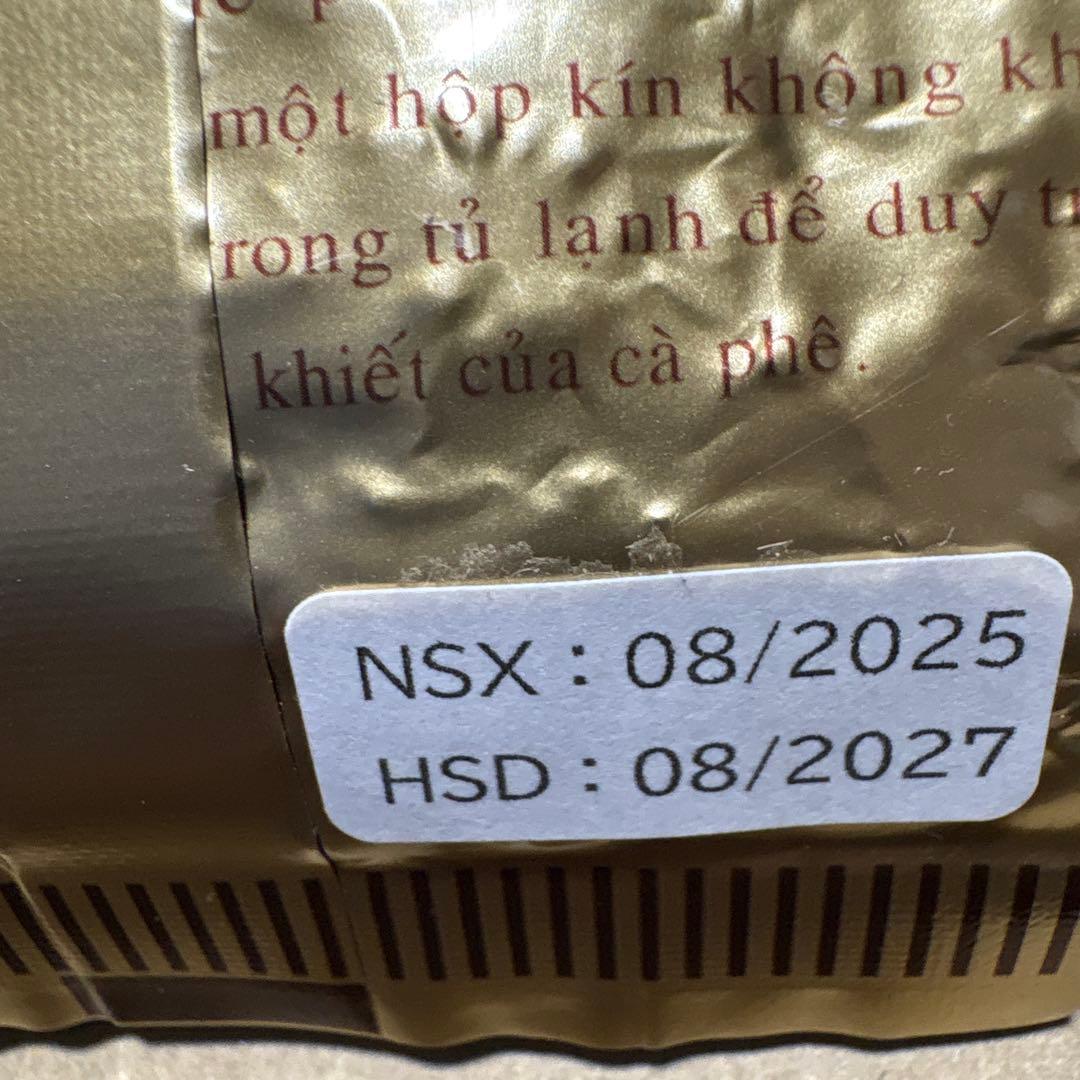 một hộp kín không kh
rong tủ lạnh để duy tr
khiết của cà phê.
NSX : 08/2025
HSD : 08/2027